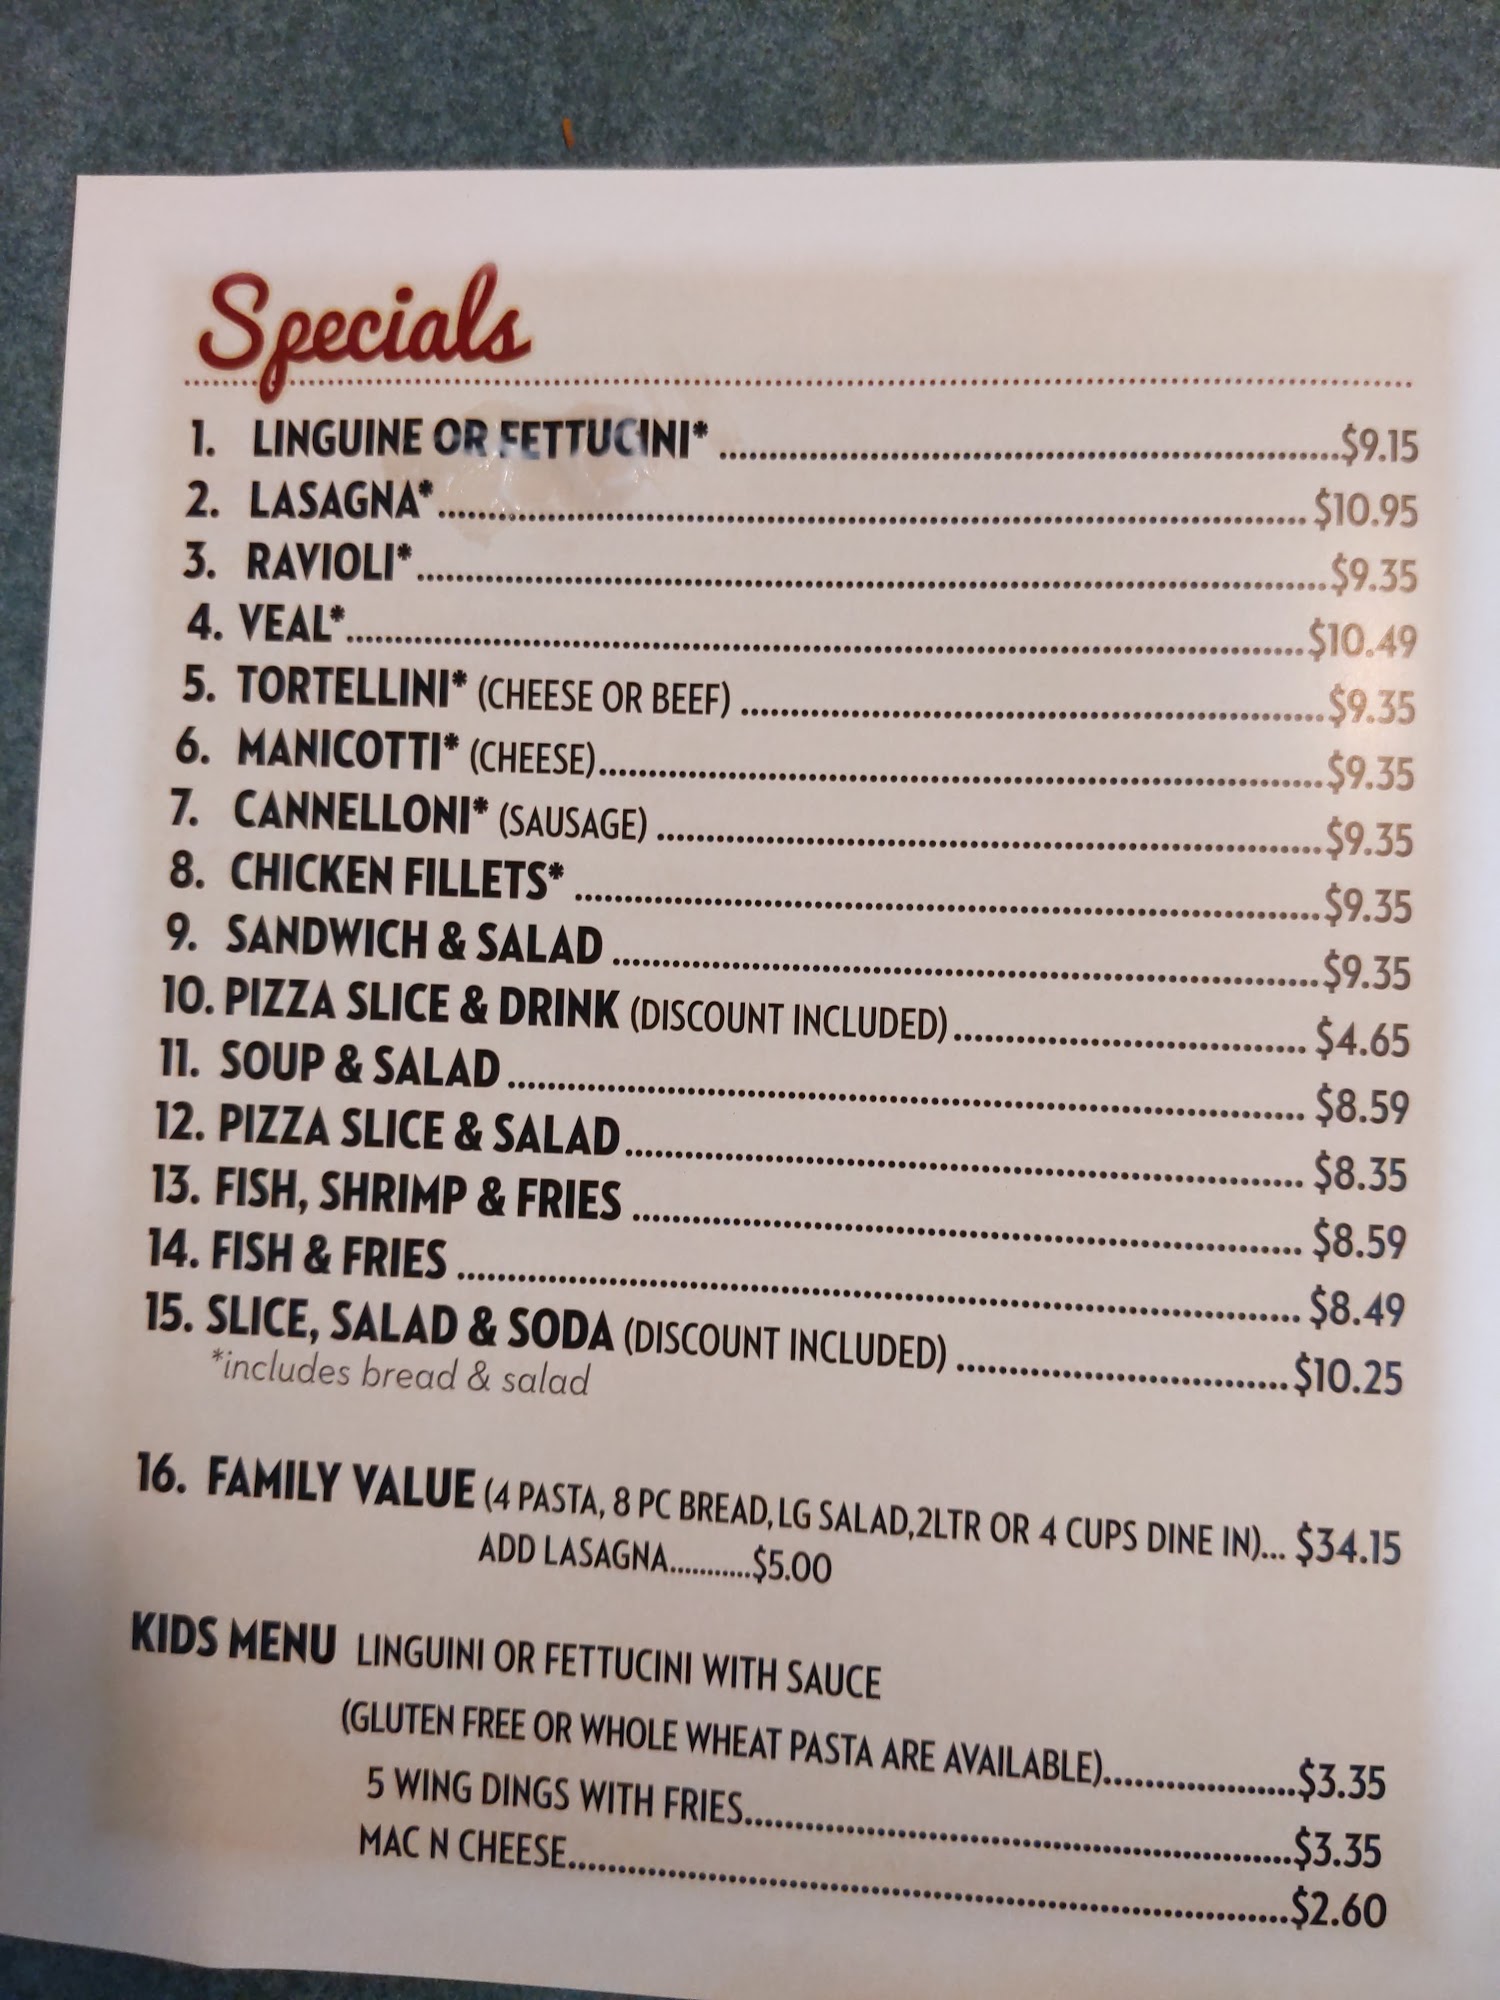 Specials
1. LINGUINE OR FETTUCINI* $9.15
2. LASAGNA* $10.95
3. RAVIOLI* $9.35
4. VEAL* $10.49
5. TORTELLINI* (CHEESE OR BEEF) $9.35
6. MANICOTTI* (CHEESE) $9.35
7. CANNELLONI* (SAUSAGE) $9.35
8. CHICKEN FILLETS* $9.35
9. SANDWICH & SALAD $9.35
10. PIZZA SLICE & DRINK (DISCOUNT INCLUDED) $4.65
11. SOUP & SALAD $8.59
12. PIZZA SLICE & SALAD $8.35
13. FISH, SHRIMP & FRIES $8.59
14. FISH & FRIES $8.49
15. SLICE, SALAD & SODA (DISCOUNT INCLUDED) $10.25
*includes bread & salad
16. FAMILY VALUE (4 PASTA, 8 PC BREAD, LG SALAD, 2LTR OR 4 CUPS DINE IN)... $34.15
ADD LASAGNA $5.00
KIDS MENU LINGUINI OR FETTUCINI WITH SAUCE
(GLUTEN FREE OR WHOLE WHEAT PASTA ARE AVAILABLE) $3.35
5 WING DINGS WITH FRIES $3.35
MAC N CHEESE $2.60